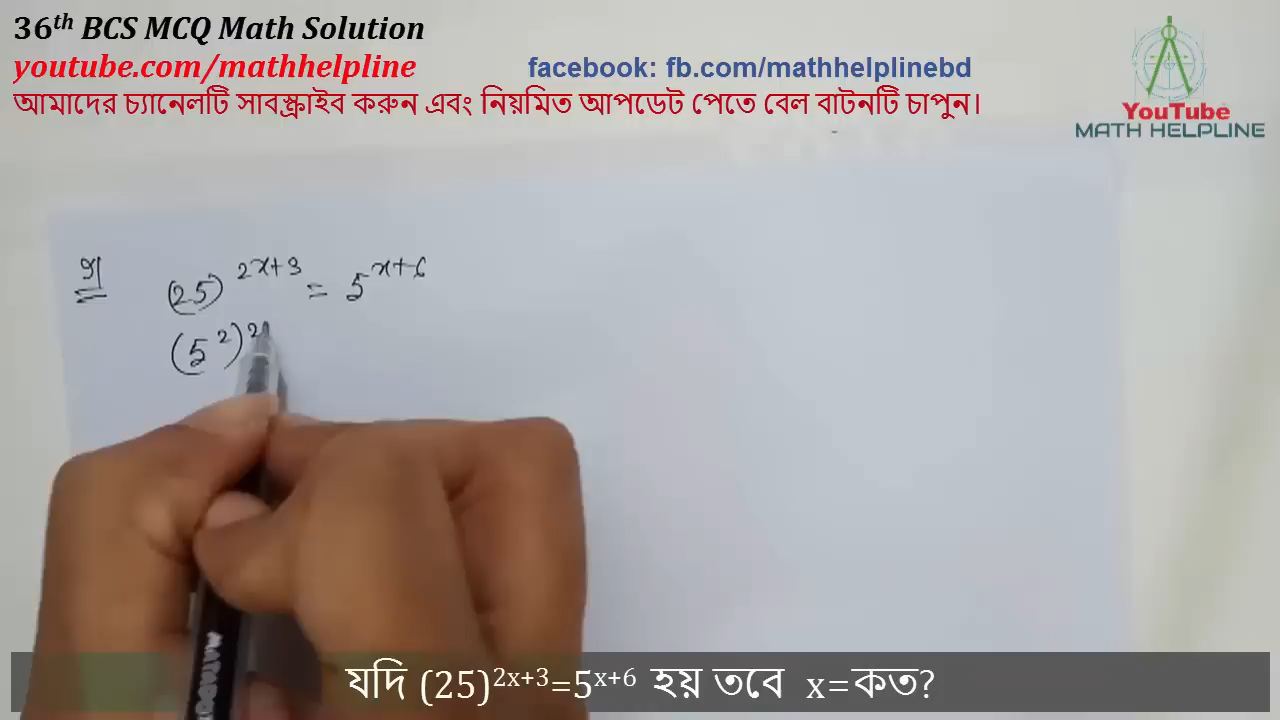 36th BCS MCQ Math Solution
youtube.com/mathhelpline facebook: fb.com/mathhelplinebd
আমাদের চ্যানেলটি সাবস্ক্রাইব করুন এবং নিয়মিত আপডেট পেতে বেল বাটনটি চাপুন।
YouTube
MATH HELPLINE
(25)^2x+3 = 5^x+6
(5^2)^2
MATADOR
যদি (25)^2x+3=5^x+6 হয় তবে x=কত?